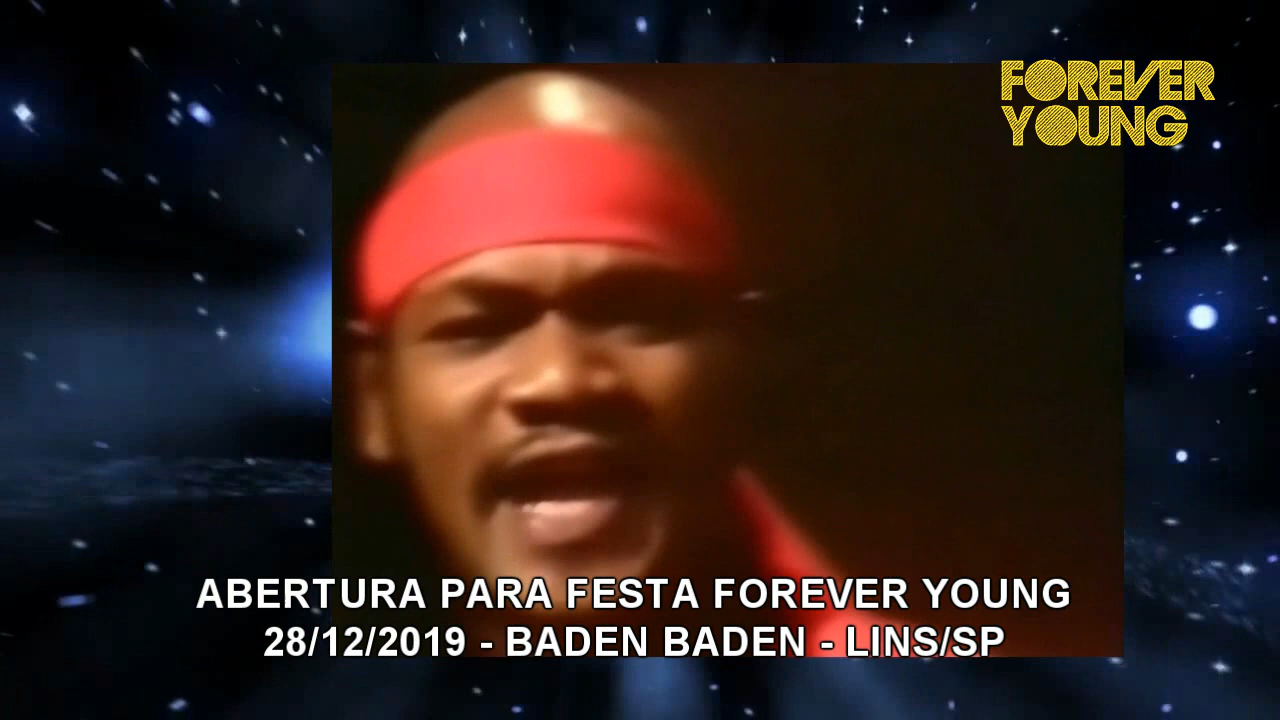 FOREVER
YOUNG
ABERTURA PARA FESTA FOREVER YOUNG
28/12/2019 - BADEN BADEN - LINS/SP